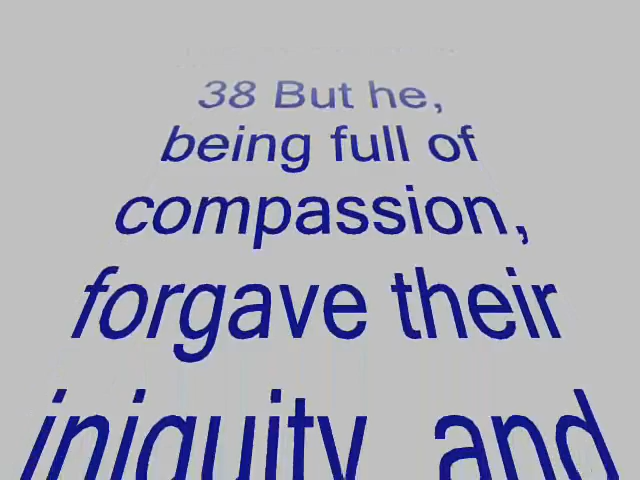 38 But he,
being full of
compassion,
forgave their
iniquity, and